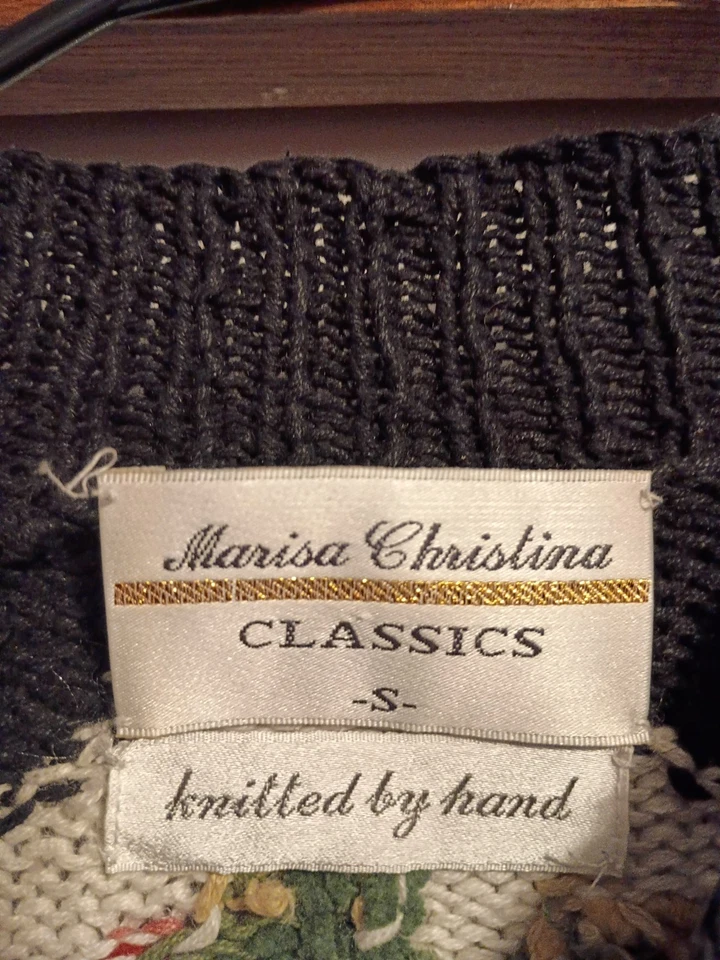 Marisa Christina
CLASSICS
-S-
knitted by hand